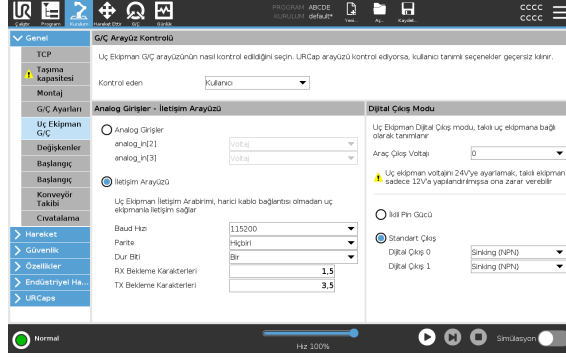 PROGRAM ABCDE
KURULUM default*
Çalıştır Program Kurulum Hareket Ettir G/Ç Günlük Yeni... Aç... Kaydet...
cccc
cccc
Genel
TCP
Taşıma kapasitesi
Montaj
G/Ç Ayarları
Uç Ekipman G/Ç
Değişkenler
Başlangıç
Başlangıç
Konveyör Takibi
Cıvatalama
Hareket
Güvenlik
Özellikler
Endüstriyel Ha...
URCaps
G/Ç Arayüz Kontrolü
Uç Ekipman G/Ç arayüzünün nasıl kontrol edildiğini seçin. URCap arayüzü kontrol ediyorsa, kullanıcı tanımlı seçenekler geçersiz kılınır.
Kontrol eden Kullanıcı
Analog Girişler - İletişim Arayüzü
Analog Girişler
analog_in[2] Voltaj
analog_in[3] Voltaj
İletişim Arayüzü
Uç Ekipman İletişim Arabirimi, harici kablo bağlantısı olmadan uç
ekipmanla iletişim sağlar
Baud Hızı 115200
Parite Hiçbiri
Dur Biti Bir
RX Bekleme Karakterleri 1,5
TX Bekleme Karakterleri 3,5
Dijital Çıkış Modu
Uç Ekipman Dijital Çıkış modu, takılı uç ekipmana bağlı
olarak tanımlanır
Araç Çıkış Voltajı 0
Uç ekipman voltajını 24V'ye ayarlamak, takılı ekipman
sadece 12V'a yapılandırılmışsa ona zarar verebilir
İkili Pin Gücü
Standart Çıkış
Dijital Çıkış 0 Sinking (NPN)
Dijital Çıkış 1 Sinking (NPN)
Normal
Hız 100%
Simülasyon